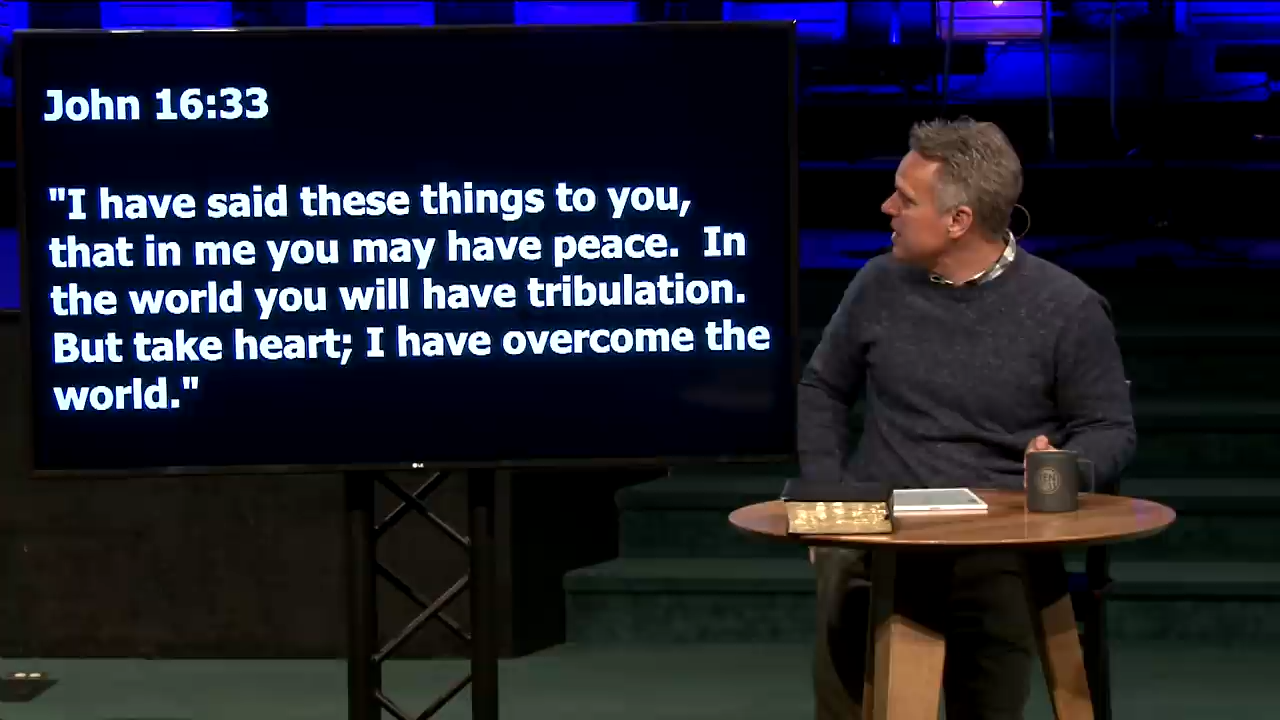 John 16:33
"I have said these things to you,
that in me you may have peace.  In
the world you will have tribulation.
But take heart; I have overcome the
world."
LG